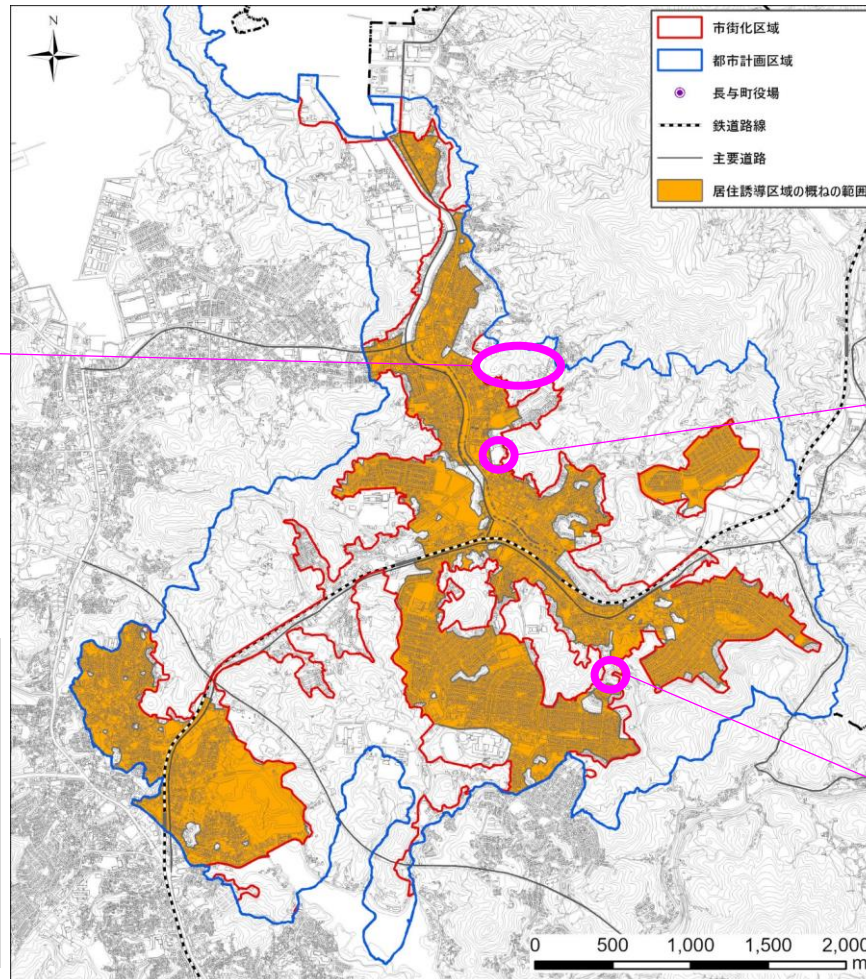 N
市街化区域
都市計画区域
長与町役場
鉄道路線
主要道路
居住誘導区域の概ねの範囲
0 500 1,000 1,500 2,000
m